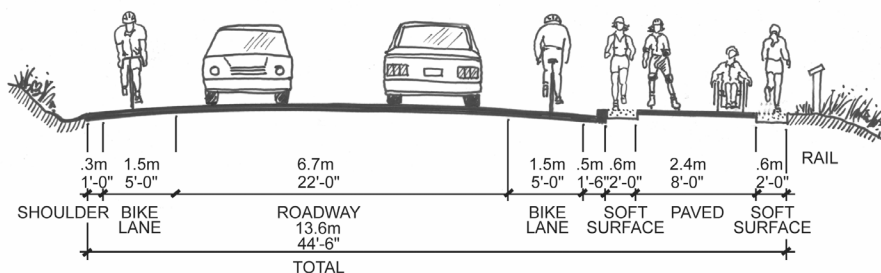 .3m 1.5m 6.7m 1.5m .5m .6m 2.4m .6m
1'-0" 5'-0" 22'-0" 5'-0" 1'-6" 2'-0" 8'-0" 2'-0"
RAIL
SHOULDER BIKE LANE ROADWAY BIKE LANE SOFT SURFACE PAVED SOFT SURFACE
13.6m
44'-6"
TOTAL